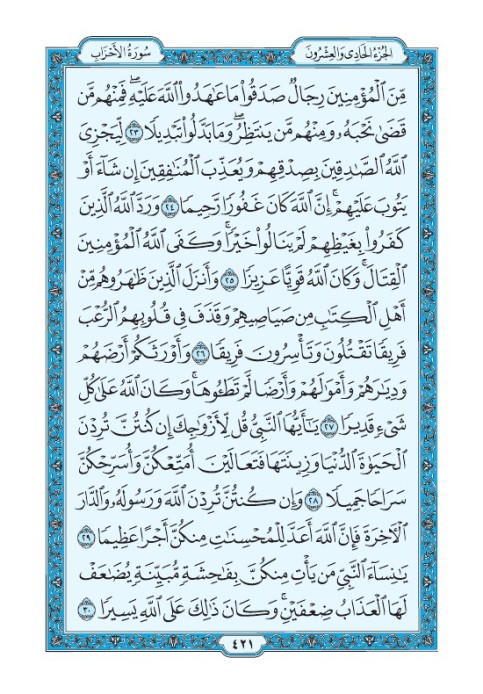 سُورَةُ الأَحْزَابِ
الجُزْءُ الحَادِي وَالعِشْرُونَ
مِّنَ ٱلْمُؤْمِنِينَ رِجَالٌ صَدَقُوا۟ مَا عَٰهَدُوا۟ ٱللَّهَ عَلَيْهِ ۖ فَمِنْهُم مَّن
قَضَىٰ نَحْبَهُۥ وَمِنْهُم مَّن يَنتَظِرُ ۖ وَمَا بَدَّلُوا۟ تَبْدِيلًا ٢٣ لِّيَجْزِىَ
ٱللَّهُ ٱلصَّٰدِقِينَ بِصِدْقِهِمْ وَيُعَذِّبَ ٱلْمُنَٰفِقِينَ إِن شَآءَ أَوْ
يَتُوبَ عَلَيْهِمْ ۚ إِنَّ ٱللَّهَ كَانَ غَفُورًا رَّحِيمًا ٢٤ وَرَدَّ ٱللَّهُ ٱلَّذِينَ
كَفَرُوا۟ بِغَيْظِهِمْ لَمْ يَنَالُوا۟ خَيْرًا ۚ وَكَفَى ٱللَّهُ ٱلْمُؤْمِنِينَ
ٱلْقِتَالَ ۚ وَكَانَ ٱللَّهُ قَوِيًّا عَزِيزًا ٢٥ وَأَنزَلَ ٱلَّذِينَ ظَٰهَرُوهُم مِّنْ
أَهْلِ ٱلْكِتَٰبِ مِن صَيَاصِيهِمْ وَقَذَفَ فِى قُلُوبِهِمُ ٱلرُّعْبَ
فَرِيقًا تَقْتُلُونَ وَتَأْسِرُونَ فَرِيقًا ٢٦ وَأَوْرَثَكُمْ أَرْضَهُمْ
وَدِيَٰرَهُمْ وَأَمْوَٰلَهُمْ وَأَرْضًا لَّمْ تَطَـُٔوهَا ۚ وَكَانَ ٱللَّهُ عَلَىٰ كُلِّ
شَىْءٍ قَدِيرًا ٢٧ يَٰٓأَيُّهَا ٱلنَّبِىُّ قُل لِّأَزْوَٰجِكَ إِن كُنتُنَّ تُرِدْنَ
ٱلْحَيَوٰةَ ٱلدُّنْيَا وَزِينَتَهَا فَتَعَالَيْنَ أُمَتِّعْكُنَّ وَأُسَرِّحْكُنَّ
سَرَاحًا جَمِيلًا ٢٨ وَإِن كُنتُنَّ تُرِدْنَ ٱللَّهَ وَرَسُولَهُۥ وَٱلدَّارَ
ٱلْءَاخِرَةَ فَإِنَّ ٱللَّهَ أَعَدَّ لِلْمُحْسِنَٰتِ مِنكُنَّ أَجْرًا عَظِيمًا ٢٩
يَٰنِسَآءَ ٱلنَّبِىِّ مَن يَأْتِ مِنكُنَّ بِفَٰحِشَةٍ مُّبَيِّنَةٍ يُضَٰعَفْ
لَهَا ٱلْعَذَابُ ضِعْفَيْنِ ۚ وَكَانَ ذَٰلِكَ عَلَى ٱللَّهِ يَسِيرًا ٣٠
٤٢١